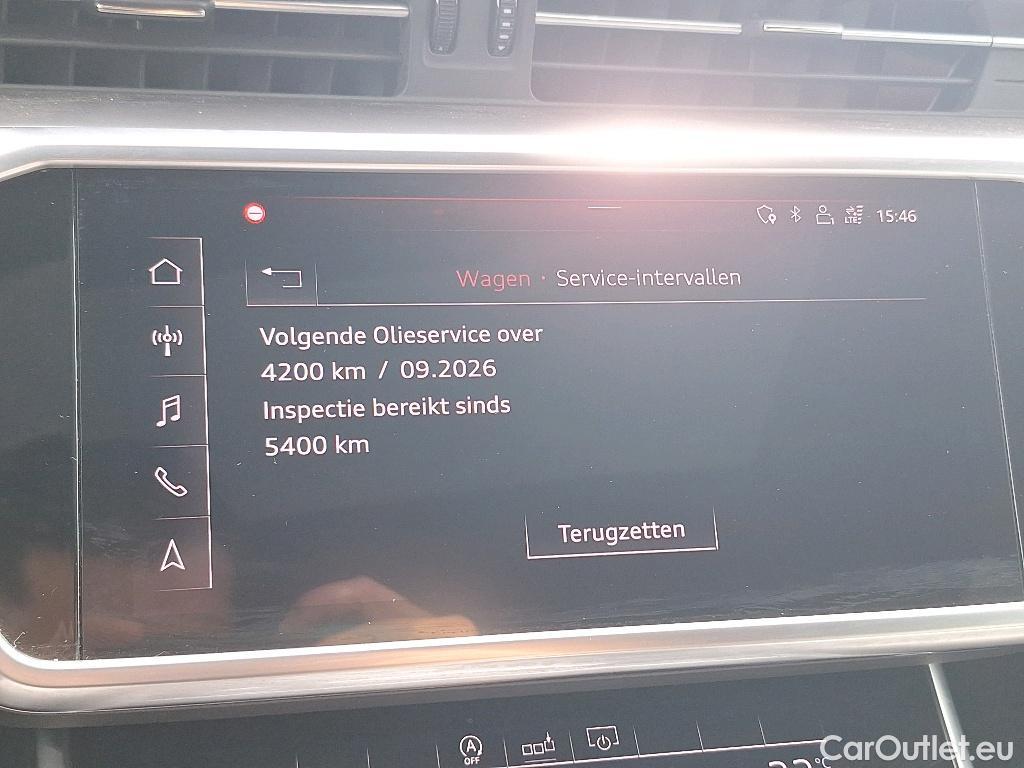 LTE 15:46
Wagen · Service-intervallen
Volgende Olieservice over
4200 km / 09.2026
Inspectie bereikt sinds
5400 km
Terugzetten
A
OFF
CarOutlet.eu